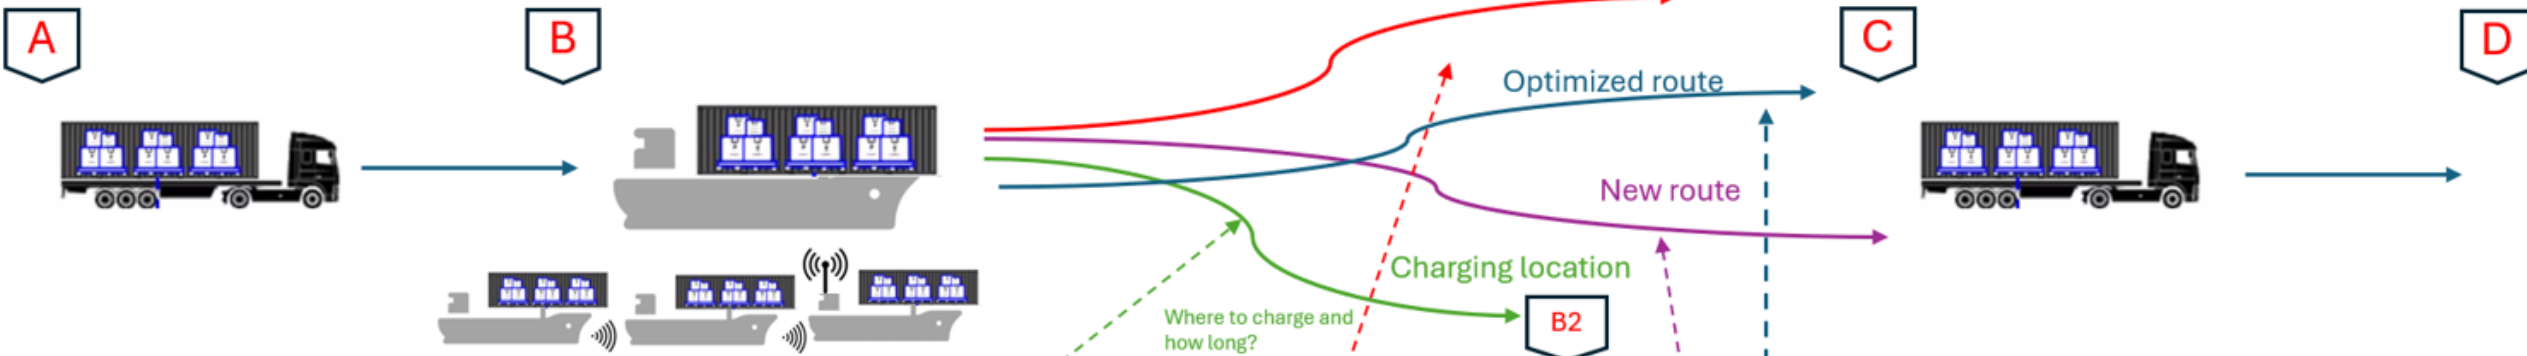 A
B
C
D
Optimized route
New route
Charging location
Where to charge and
how long?
B2